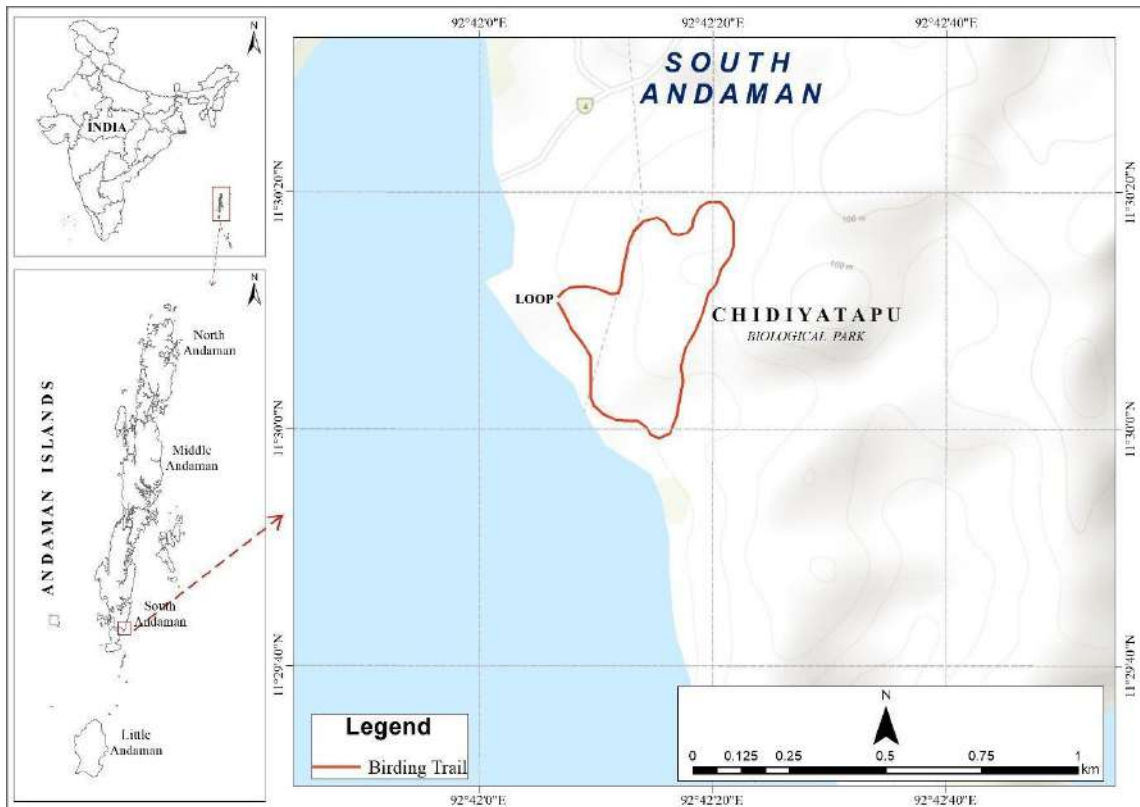 N
INDIA
N
North
Andaman
Middle
Andaman
South
Andaman
Little
Andaman
ANDAMAN ISLANDS
92°42'0"E
92°42'20"E
92°42'40"E
SOUTH
ANDAMAN
4
11°30'20"N
11°30'20"N
100 m
100 m
LOOP
CHIDIYATAPU
BIOLOGICAL PARK
11°30'0"N
11°30'0"N
11°29'40"N
11°29'40"N
Legend
Birding Trail
N
0 0.125 0.25 0.5 0.75 1
km
92°42'0"E
92°42'20"E
92°42'40"E